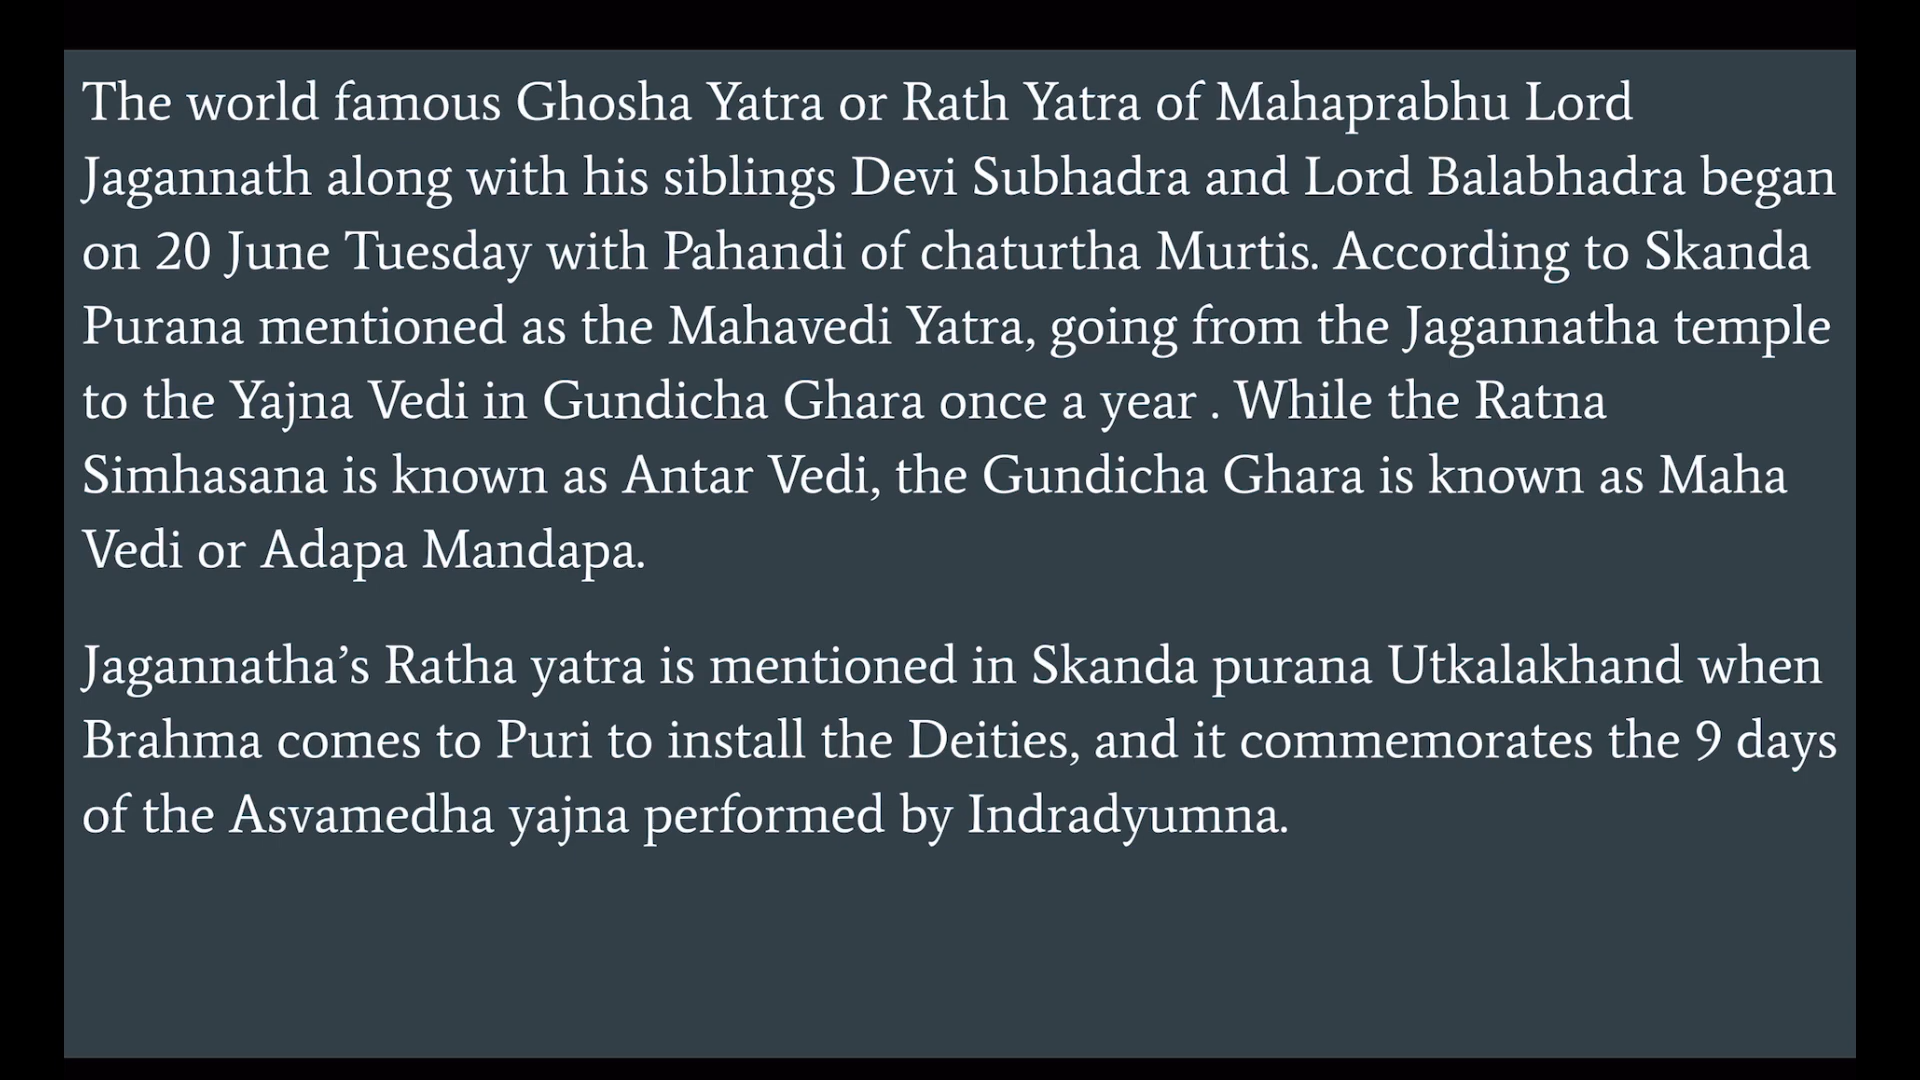 The world famous Ghosha Yatra or Rath Yatra of Mahaprabhu Lord
Jagannath along with his siblings Devi Subhadra and Lord Balabhadra began
on 20 June Tuesday with Pahandi of chaturtha Murtis. According to Skanda
Purana mentioned as the Mahavedi Yatra, going from the Jagannatha temple
to the Yajna Vedi in Gundicha Ghara once a year . While the Ratna
Simhasana is known as Antar Vedi, the Gundicha Ghara is known as Maha
Vedi or Adapa Mandapa.
Jagannatha’s Ratha yatra is mentioned in Skanda purana Utkalakhand when
Brahma comes to Puri to install the Deities, and it commemorates the 9 days
of the Asvamedha yajna performed by Indradyumna.